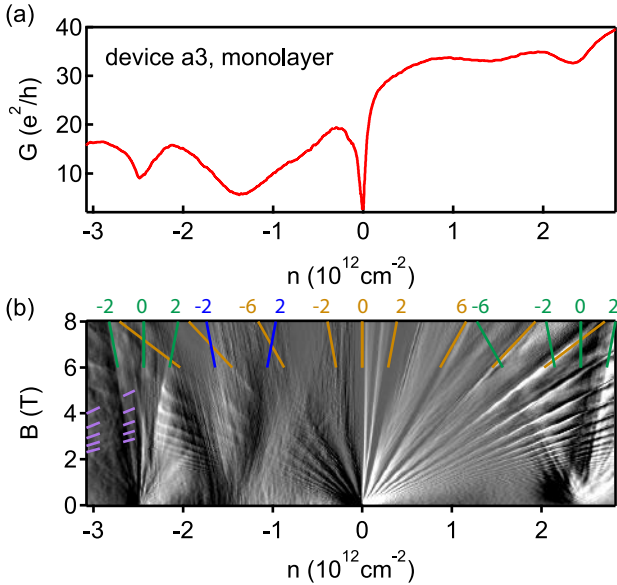 (a)
40
30
20
10
G (e²/h)
device a3, monolayer
-3 -2 -1 0 1 2
n (10¹²cm⁻²)
(b)
-2 0 2 -2 -6 2 -2 0 2 6 -6 -2 0 2
8
6
4
2
0
B (T)
-3 -2 -1 0 1 2
n (10¹²cm⁻²)